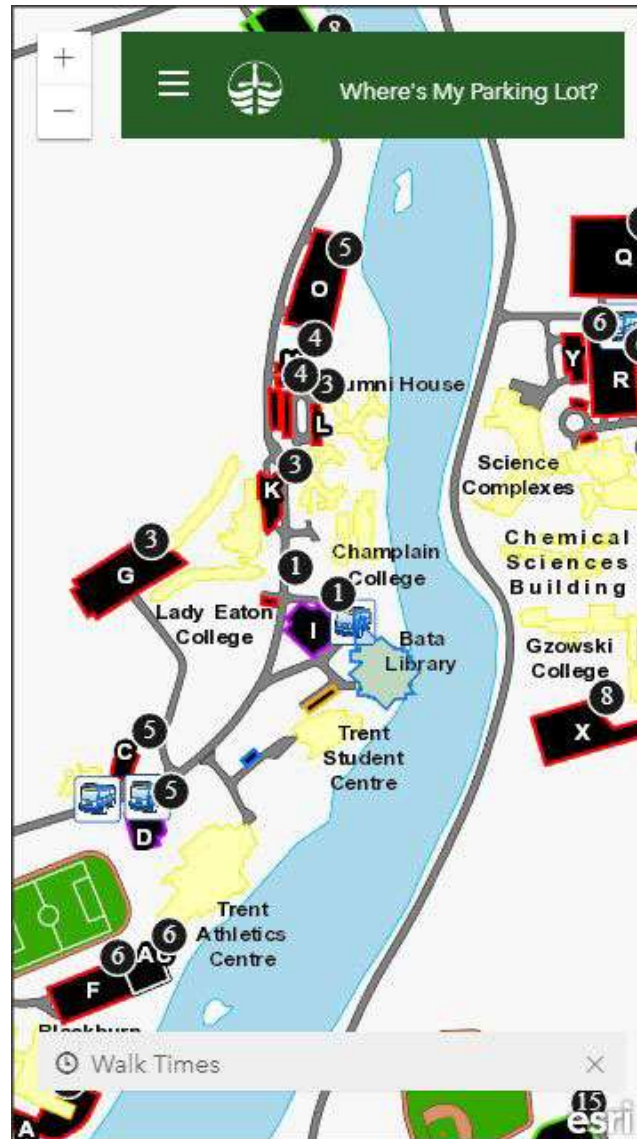 8
+
Where's My Parking Lot?
−
5
Q
O
4
6
Y
R
4
3
umni House
L
Science
Complexes
3
K
Chemical
Sciences
Building
3
G
1
Champlain
College
1
Lady Eaton
College
I
Bata
Library
Gzowski
College
8
X
Trent
Student
Centre
5
C
5
D
Trent
Athletics
Centre
6
6
F
Blackburn
Walk Times
×
A
15
esri